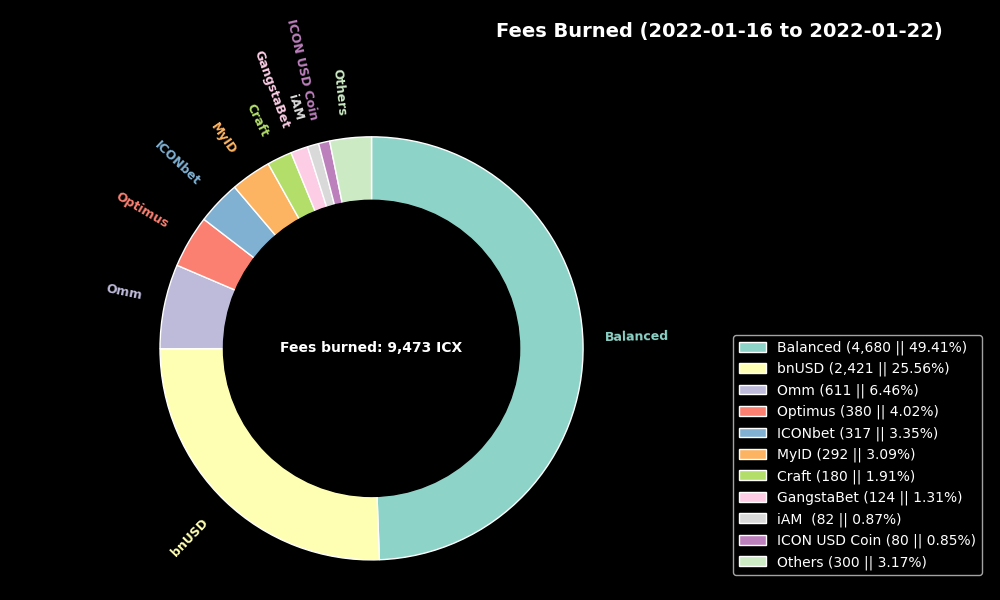 Fees Burned (2022-01-16 to 2022-01-22)
ICON USD Coin
Others
GangstaBet
iAM
Craft
MyID
ICONbet
Optimus
Omm
Balanced
bnUSD
Fees burned: 9,473 ICX
Balanced (4,680 || 49.41%)
bnUSD (2,421 || 25.56%)
Omm (611 || 6.46%)
Optimus (380 || 4.02%)
ICONbet (317 || 3.35%)
MyID (292 || 3.09%)
Craft (180 || 1.91%)
GangstaBet (124 || 1.31%)
iAM  (82 || 0.87%)
ICON USD Coin (80 || 0.85%)
Others (300 || 3.17%)